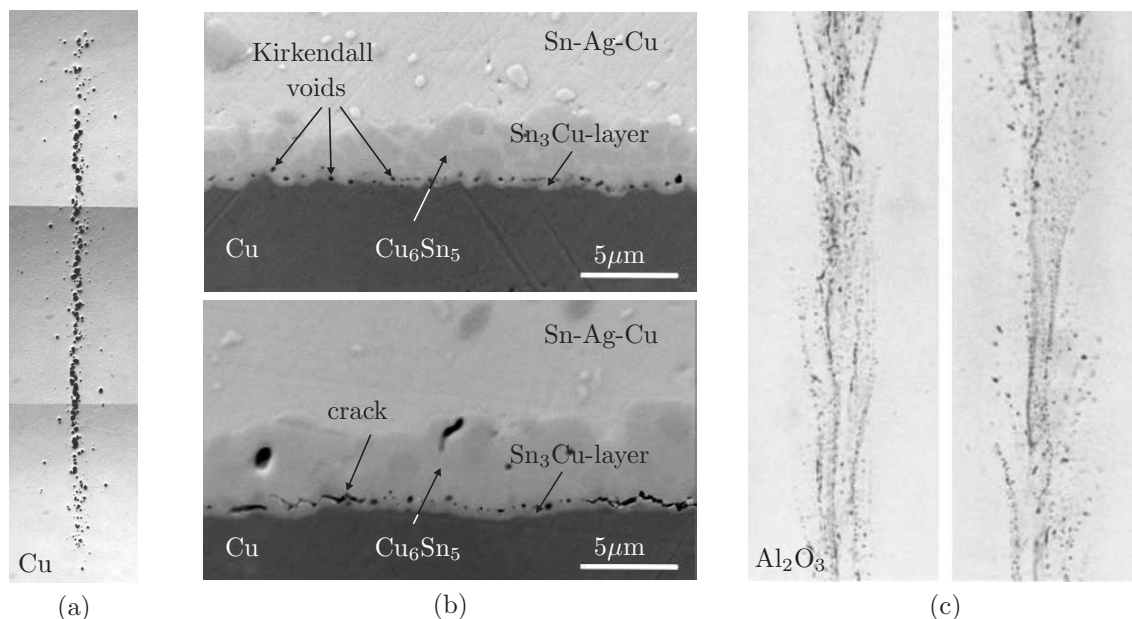 Cu
(a)
Kirkendall
voids
Sn-Ag-Cu
Sn₃Cu-layer
Cu
Cu₆Sn₅
5μm
Sn-Ag-Cu
crack
Sn₃Cu-layer
Cu
Cu₆Sn₅
5μm
(b)
Al₂O₃
(c)